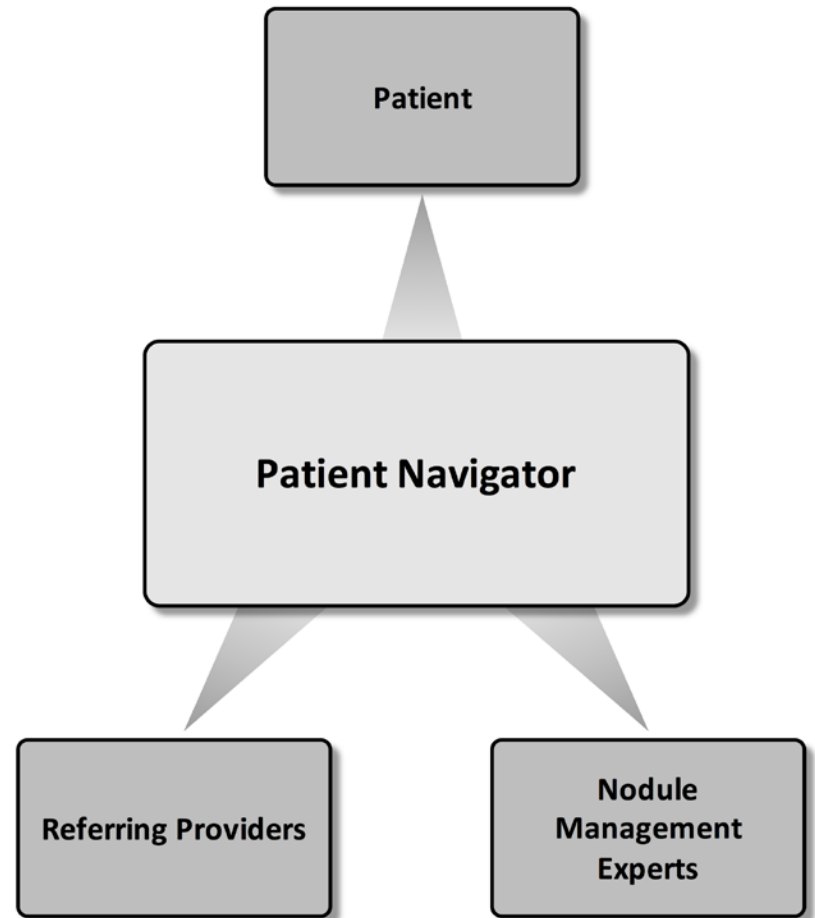 Patient
Patient Navigator
Referring Providers
Nodule
Management
Experts